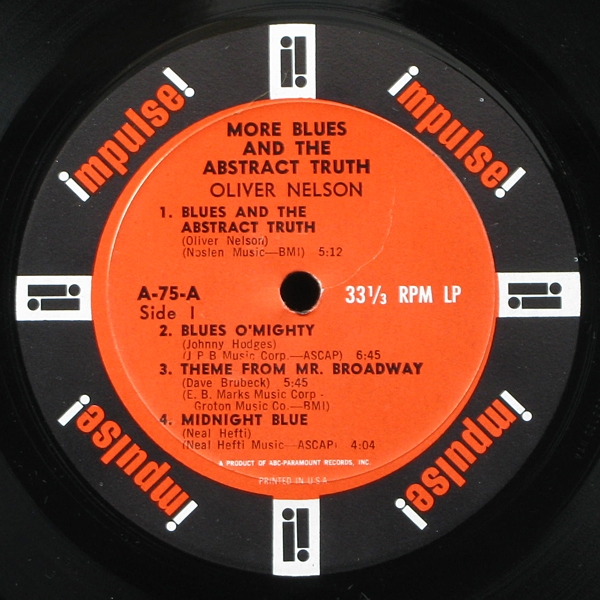 impulse!
impulse!
MORE BLUES
AND THE
ABSTRACT TRUTH
OLIVER NELSON
1. BLUES AND THE
ABSTRACT TRUTH
(Oliver Nelson)
(Noslen Music—BMI) 5:12
A-75-A
Side 1
33⅓ RPM LP
2. BLUES O'MIGHTY
(Johnny Hodges)
(J P B Music Corp.—ASCAP) 6:45
3. THEME FROM MR. BROADWAY
(Dave Brubeck) 5:45
(E. B. Marks Music Corp -
Groton Music Co.—BMI)
4. MIDNIGHT BLUE
(Neal Hefti)
(Neal Hefti Music—ASCAP) 4:04
A PRODUCT OF ABC-PARAMOUNT RECORDS, INC.
PRINTED IN U.S.A.
impulse!
impulse!